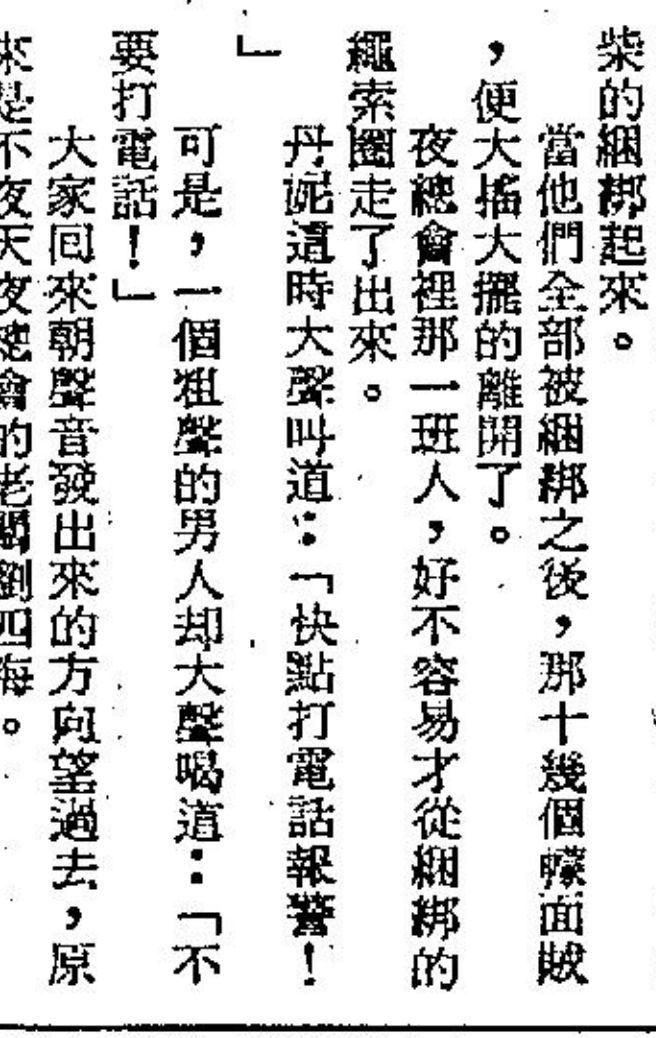 柴的綑綁起來。
當他們全部被綑綁之後，那十幾個幪面賊
，便大搖大擺的離開了。
夜總會裡那一班人，好不容易才從綑綁的
繩索圈走了出來。
丹妮這時大聲叫道：「快點打電話報警！
」
可是，一個粗聲的男人却大聲喝道：「不
要打電話！」
大家回來朝聲音發出來的方向望過去，原
來是不夜天夜總會的老闆劉四海。